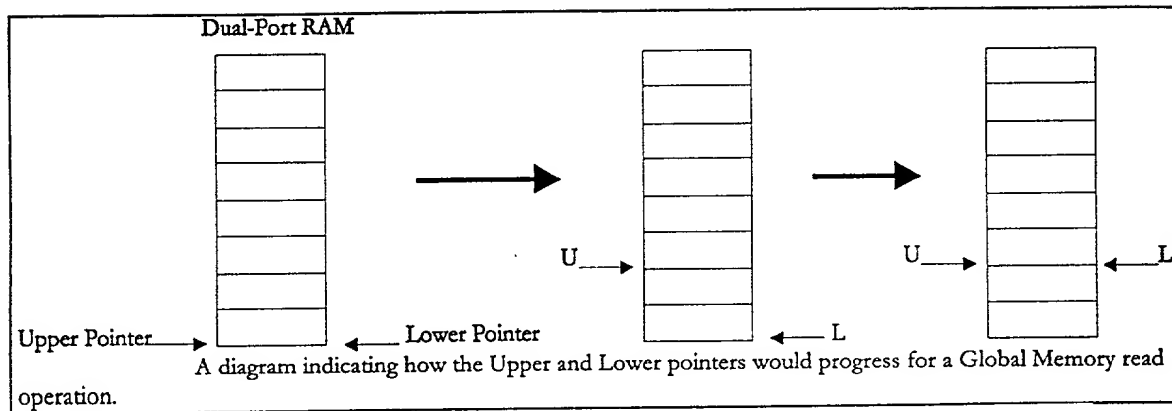 Dual-Port RAM
U
U
L
Upper Pointer
Lower Pointer
L
A diagram indicating how the Upper and Lower pointers would progress for a Global Memory read
operation.